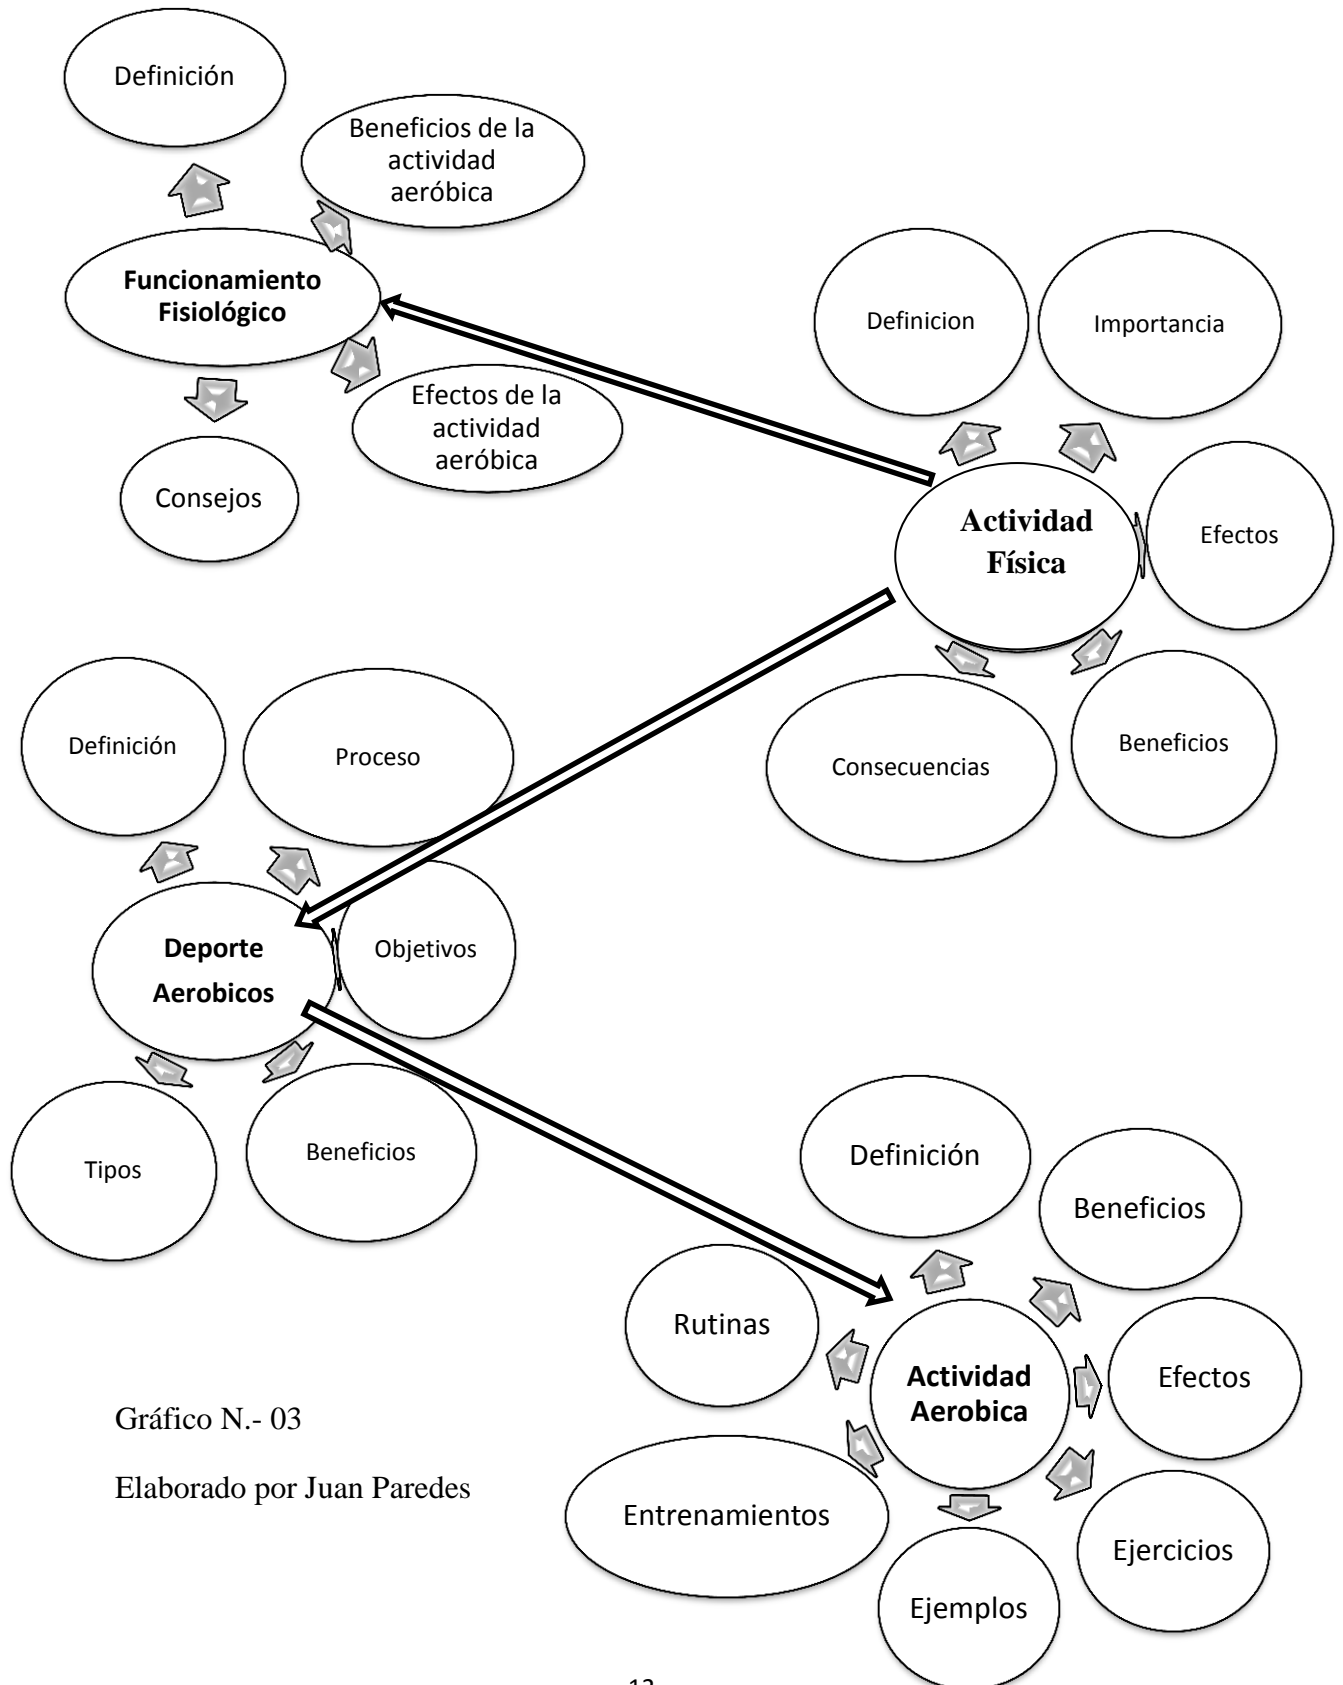 Definición
Beneficios de la
actividad
aeróbica
Funcionamiento
Fisiológico
Efectos de la
actividad
aeróbica
Consejos
Definicion
Importancia
Actividad
Física
Efectos
Consecuencias
Beneficios
Definición
Proceso
Deporte
Aerobicos
Objetivos
Tipos
Beneficios
Definición
Beneficios
Rutinas
Actividad
Aerobica
Efectos
Entrenamientos
Ejercicios
Ejemplos
Gráfico N.- 03
Elaborado por Juan Paredes